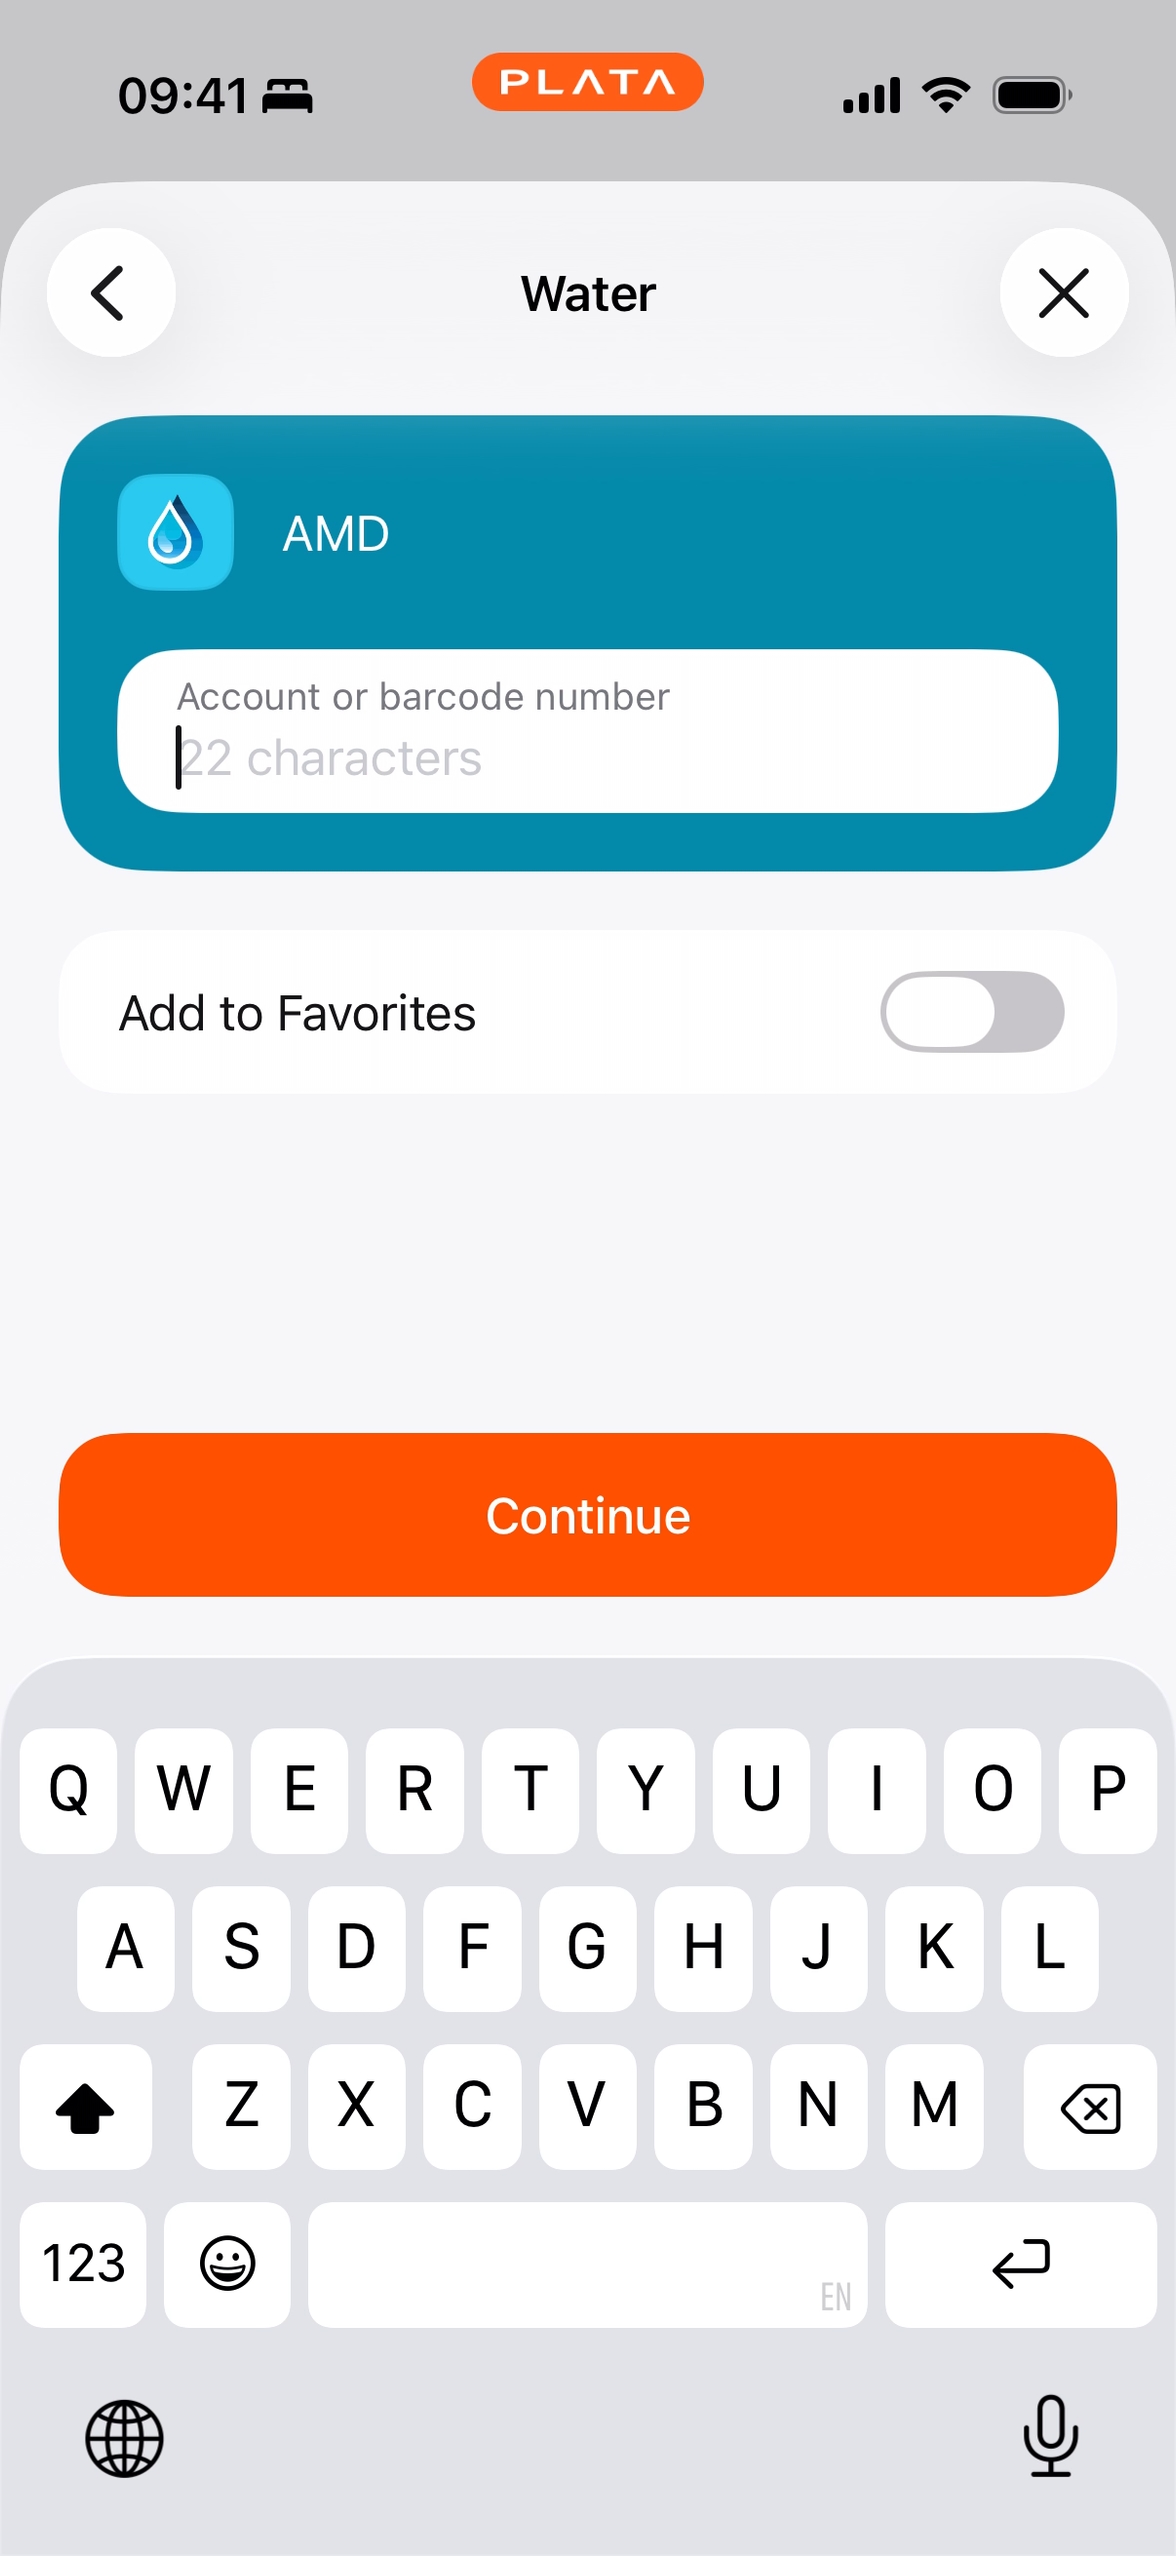 09:41
PLATA
Water
AMD
Account or barcode number
22 characters
Add to Favorites
Continue
Q W E R T Y U I O P
A S D F G H J K L
Z X C V B N M
123
EN